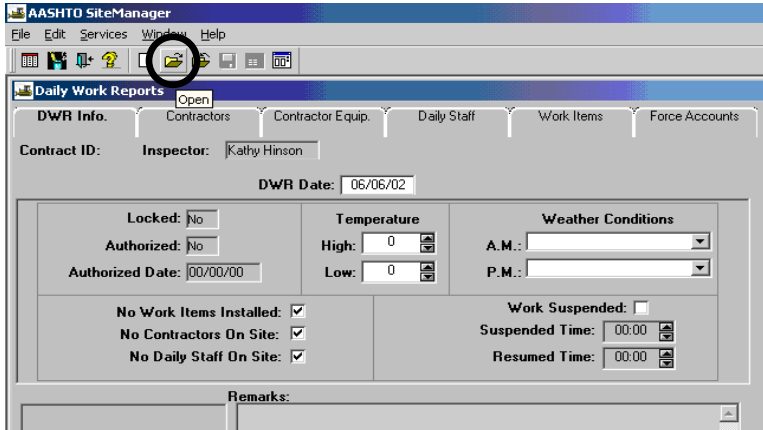 AASHTO SiteManager
File Edit Services Window Help
Daily Work Reports
Open
DWR Info. Contractors Contractor Equip. Daily Staff Work Items Force Accounts
Contract ID: Inspector: Kathy Hinson
DWR Date: 06/06/02
Locked: No
Authorized: No
Authorized Date: 00/00/00
Temperature
High: 0
Low: 0
Weather Conditions
A.M.:
P.M.:
No Work Items Installed:
No Contractors On Site:
No Daily Staff On Site:
Work Suspended:
Suspended Time: 00:00
Resumed Time: 00:00
Remarks: